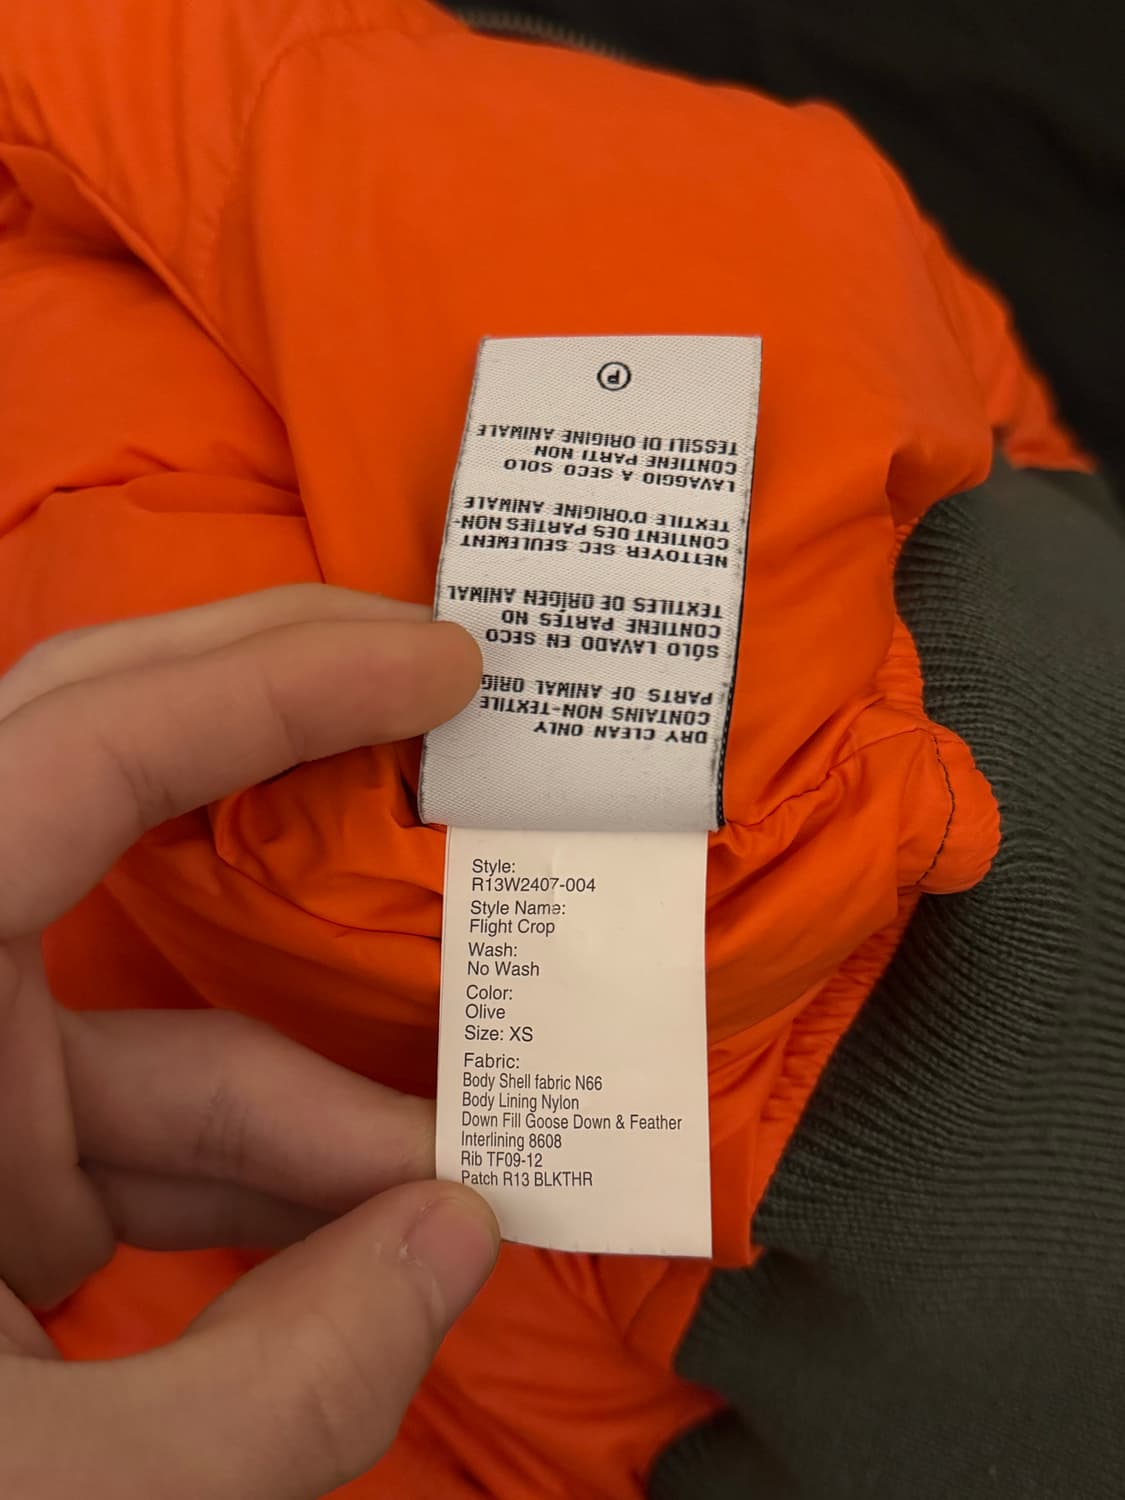 DRY CLEAN ONLY
CONTAINS NON-TEXTILE
PARTS OF ANIMAL ORIG
SÓLO LAVADO EN SECO
CONTIENE PARTES NO
TEXTILES DE ORIGEN ANIMAL
NETTOYER SEC SEULEMENT
CONTIENT DES PARTIES NON-
TEXTILE D'ORIGINE ANIMALE
LAVAGGIO A SECO SOLO
CONTIENE PARTI NON
TESSILI DI ORIGINE ANIMALE
P
Style:
R13W2407-004
Style Name:
Flight Crop
Wash:
No Wash
Color:
Olive
Size: XS
Fabric:
Body Shell fabric N66
Body Lining Nylon
Down Fill Goose Down & Feather
Interlining 8608
Rib TF09-12
Patch R13 BLKTHR